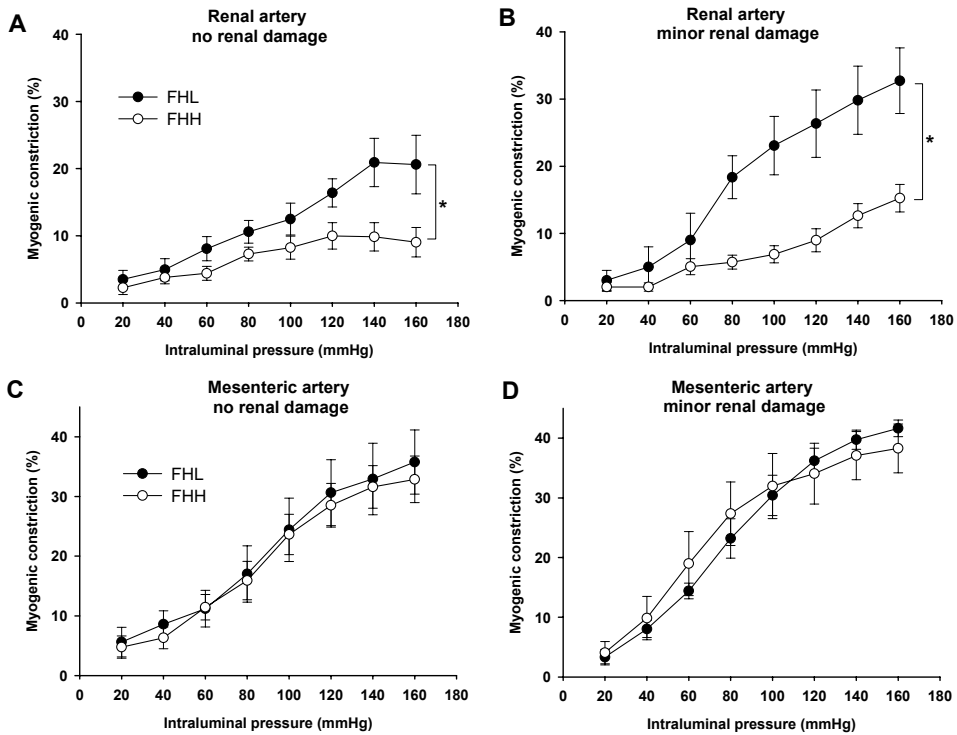 A
Renal artery
no renal damage
40
30
20
10
0
Myogenic constriction (%)
FHL
FHH
*
0 20 40 60 80 100 120 140 160 180
Intraluminal pressure (mmHg)
B
Renal artery
minor renal damage
40
30
20
10
0
Myogenic constriction (%)
*
0 20 40 60 80 100 120 140 160 180
Intraluminal pressure (mmHg)
C
Mesenteric artery
no renal damage
40
30
20
10
0
Myogenic constriction (%)
FHL
FHH
0 20 40 60 80 100 120 140 160 180
Intraluminal pressure (mmHg)
D
Mesenteric artery
minor renal damage
40
30
20
10
0
Myogenic constriction (%)
0 20 40 60 80 100 120 140 160 180
Intraluminal pressure (mmHg)